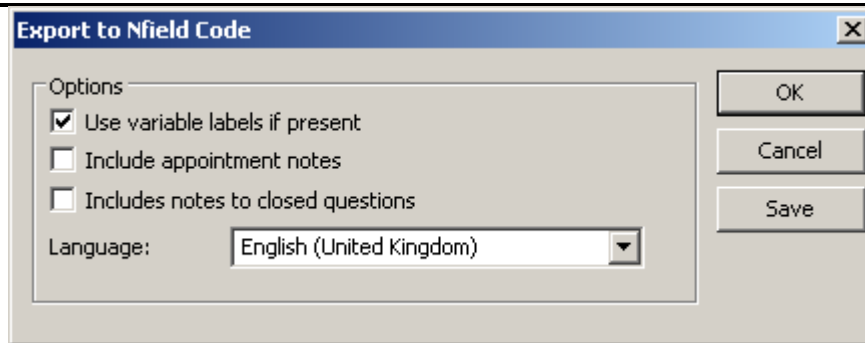 Export to Nfield Code
Options
Use variable labels if present
Include appointment notes
Includes notes to closed questions
Language: English (United Kingdom)
OK
Cancel
Save